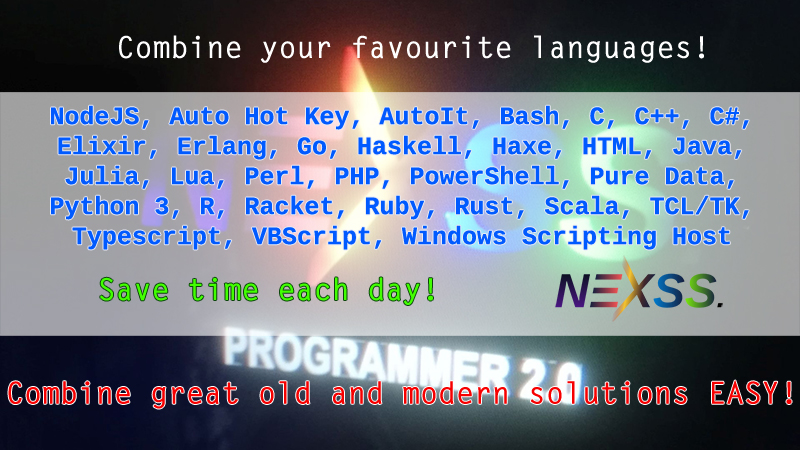 Combine your favourite languages!
NodeJS, Auto Hot Key, AutoIt, Bash, C, C++, C#,
Elixir, Erlang, Go, Haskell, Haxe, HTML, Java,
Julia, Lua, Perl, PHP, PowerShell, Pure Data,
Python 3, R, Racket, Ruby, Rust, Scala, TCL/TK,
Typescript, VBScript, Windows Scripting Host
Save time each day!
NEXSS.
PROGRAMMER 2.0
Combine great old and modern solutions EASY!